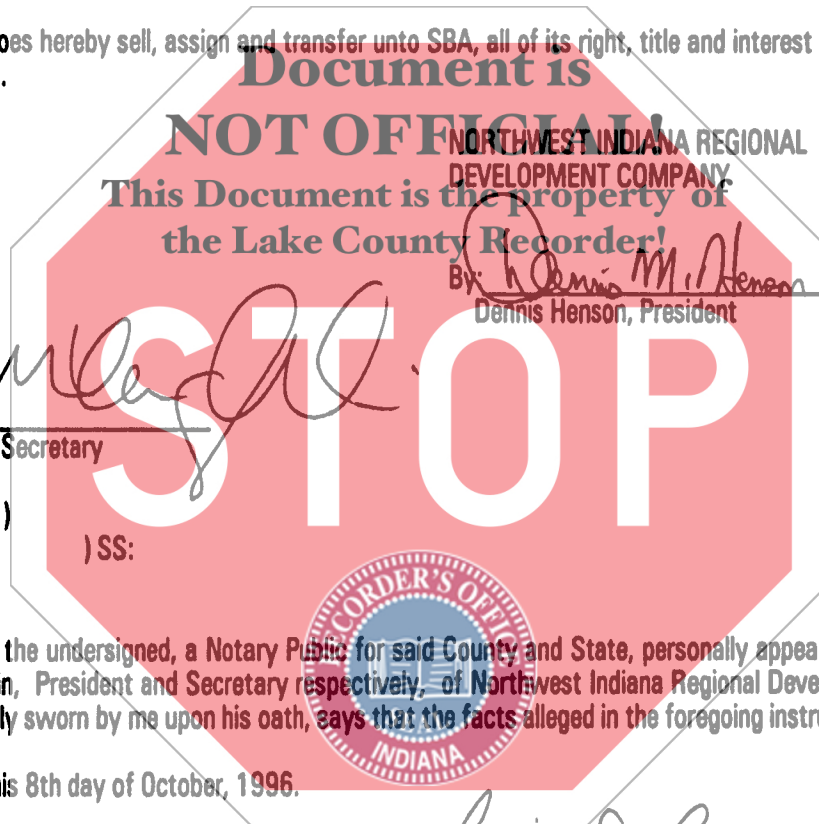 oes hereby sell, assign and transfer unto SBA, all of its right, title and interest
.
Document is
NOT OFFICIAL!
NORTHWEST INDIANA REGIONAL
DEVELOPMENT COMPANY
This Document is the property of
the Lake County Recorder!
By: Dennis M. Henson
Dennis Henson, President
STOP
Secretary
)
) SS:
RECORDER'S OFFICE
the undersigned, a Notary Public for said County and State, personally appea
n, President and Secretary respectively, of Northwest Indiana Regional Deve
ly sworn by me upon his oath, says that the facts alleged in the foregoing instru
INDIANA
is 8th day of October, 1996.